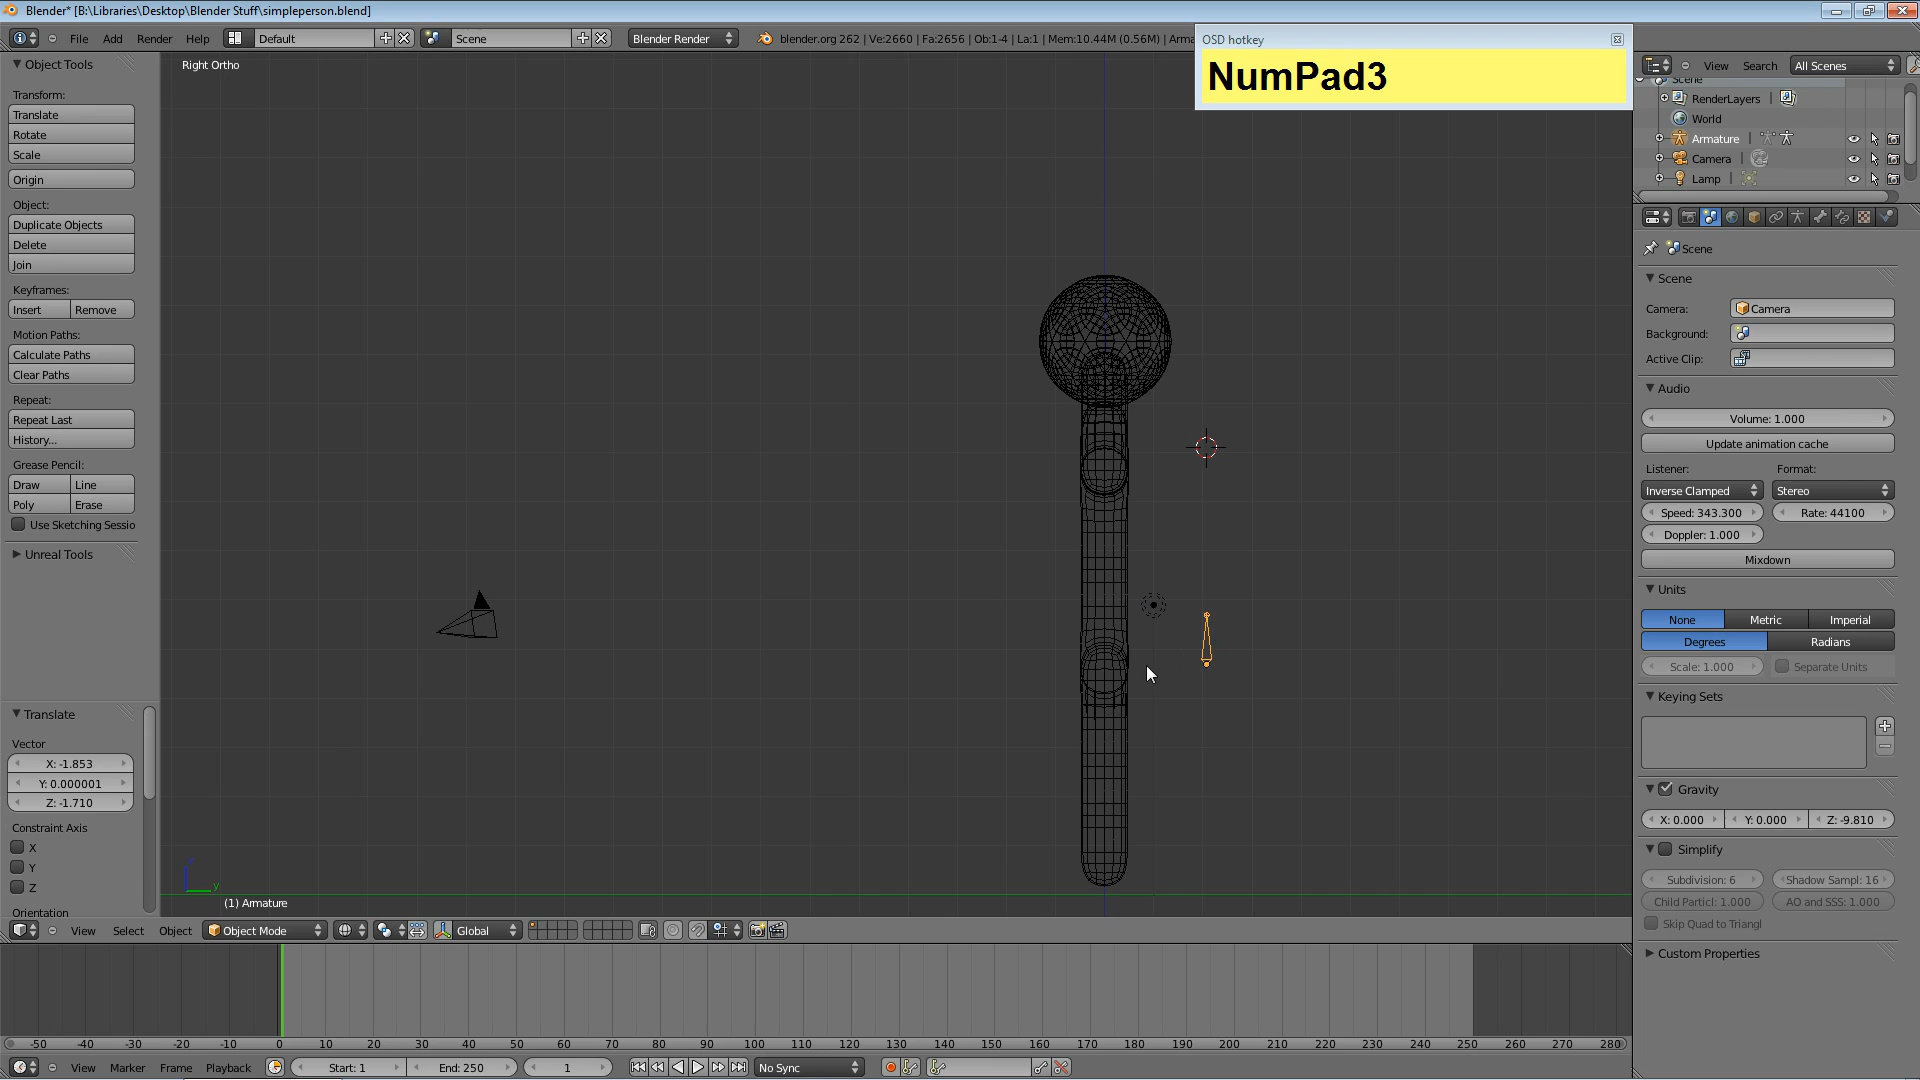 Blender* [B:\Libraries\Desktop\Blender Stuff\simpleperson.blend]
File Add Render Help Default Scene Blender Render blender.org 262 | Ve:2660 | Fa:2656 | Ob:1-4 | La:1 | Mem:10.44M (0.56M) | Arma
OSD hotkey
NumPad3
View Search All Scenes
Scene
RenderLayers
World
Armature
Camera
Lamp
Object Tools
Transform:
Translate
Rotate
Scale
Origin
Object:
Duplicate Objects
Delete
Join
Keyframes:
Insert Remove
Motion Paths:
Calculate Paths
Clear Paths
Repeat:
Repeat Last
History...
Grease Pencil:
Draw Line
Poly Erase
Use Sketching Sessio
Unreal Tools
Translate
Vector
X: -1.853
Y: 0.000001
Z: -1.710
Constraint Axis
X
Y
Z
Orientation
Right Ortho
y
(1) Armature
View Select Object Object Mode Global
Scene
Scene
Camera: Camera
Background:
Active Clip:
Audio
Volume: 1.000
Update animation cache
Listener: Format:
Inverse Clamped Stereo
Speed: 343.300 Rate: 44100
Doppler: 1.000
Mixdown
Units
None Metric Imperial
Degrees Radians
Scale: 1.000 Separate Units
Keying Sets
Gravity
X: 0.000 Y: 0.000 Z: -9.810
Simplify
Subdivision: 6 Shadow Sampl: 16
Child Particl: 1.000 AO and SSS: 1.000
Skip Quad to Triangl
Custom Properties
-50 -40 -30 -20 -10 0 10 20 30 40 50 60 70 80 90 100 110 120 130 140 150 160 170 180 190 200 210 220 230 240 250 260 270 280
View Marker Frame Playback Start: 1 End: 250 1 No Sync